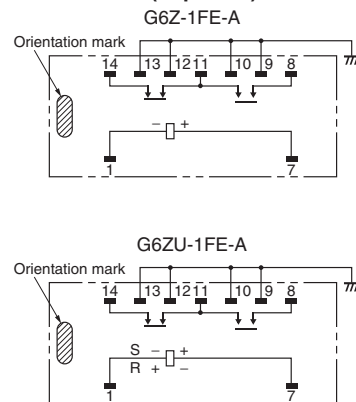 G6Z-1FE-A
Orientation mark
14 13 12 11 10 9 8
− +
1 7
G6ZU-1FE-A
Orientation mark
14 13 12 11 10 9 8
S − +
R + −
1 7